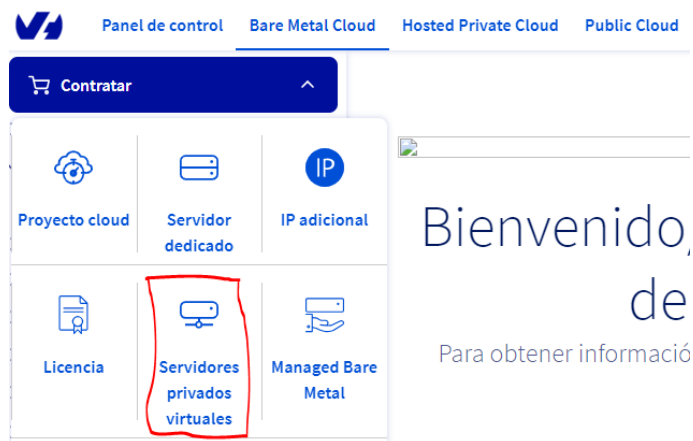 Panel de control
Bare Metal Cloud
Hosted Private Cloud
Public Cloud
Contratar
Proyecto cloud
Servidor
dedicado
IP
IP adicional
Licencia
Servidores
privados
virtuales
Managed Bare
Metal
Bienvenido,
de
Para obtener informació